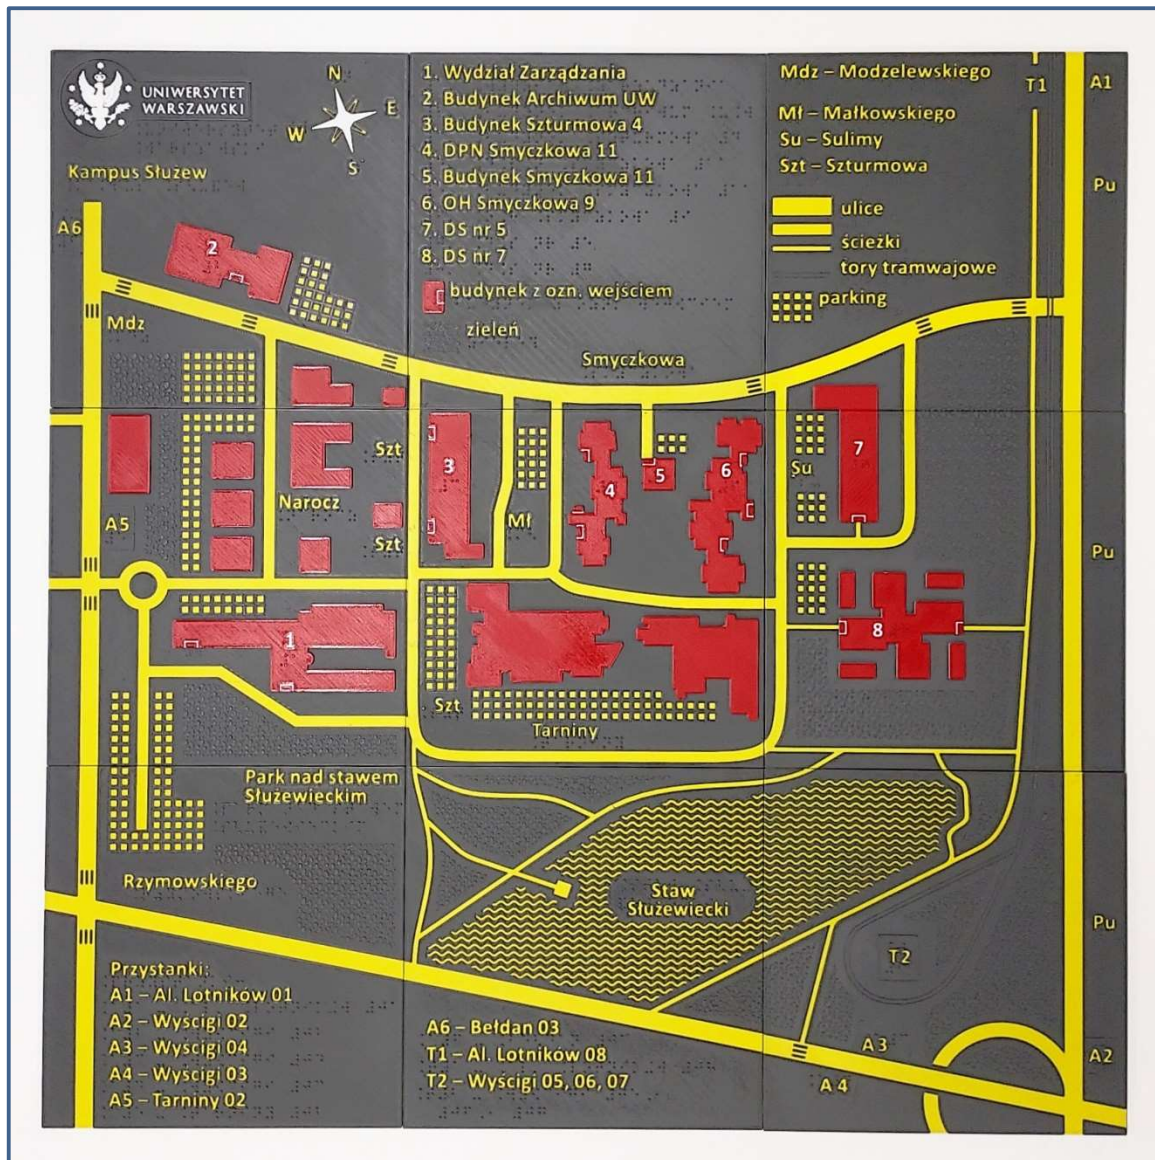 UNIWERSYTET
WARSZAWSKI
N
E
W
S
Kampus Służew
1. Wydział Zarządzania
2. Budynek Archiwum UW
3. Budynek Szturmowa 4
4. DPN Smyczkowa 11
5. Budynek Smyczkowa 11
6. OH Smyczkowa 9
7. DS nr 5
8. DS nr 7
budynek z ozn. wejściem
zieleń
Mdz – Modzelewskiego
Mł – Małkowskiego
Su – Sulimy
Szt – Szturmowa
ulice
ścieżki
tory tramwajowe
parking
T1
A1
Pu
A6
2
Mdz
Smyczkowa
Szt
3
4
5
6
Su
7
Narocz
A5
Szt
Mł
Pu
1
8
Szt
Tarniny
Park nad stawem
Służewieckim
Rzymowskiego
Staw
Służewiecki
T2
Pu
Przystanki:
A1 – Al. Lotników 01
A2 – Wyścigi 02
A3 – Wyścigi 04
A4 – Wyścigi 03
A5 – Tarniny 02
A6 – Bełdan 03
T1 – Al. Lotników 08
T2 – Wyścigi 05, 06, 07
A3
A4
A2